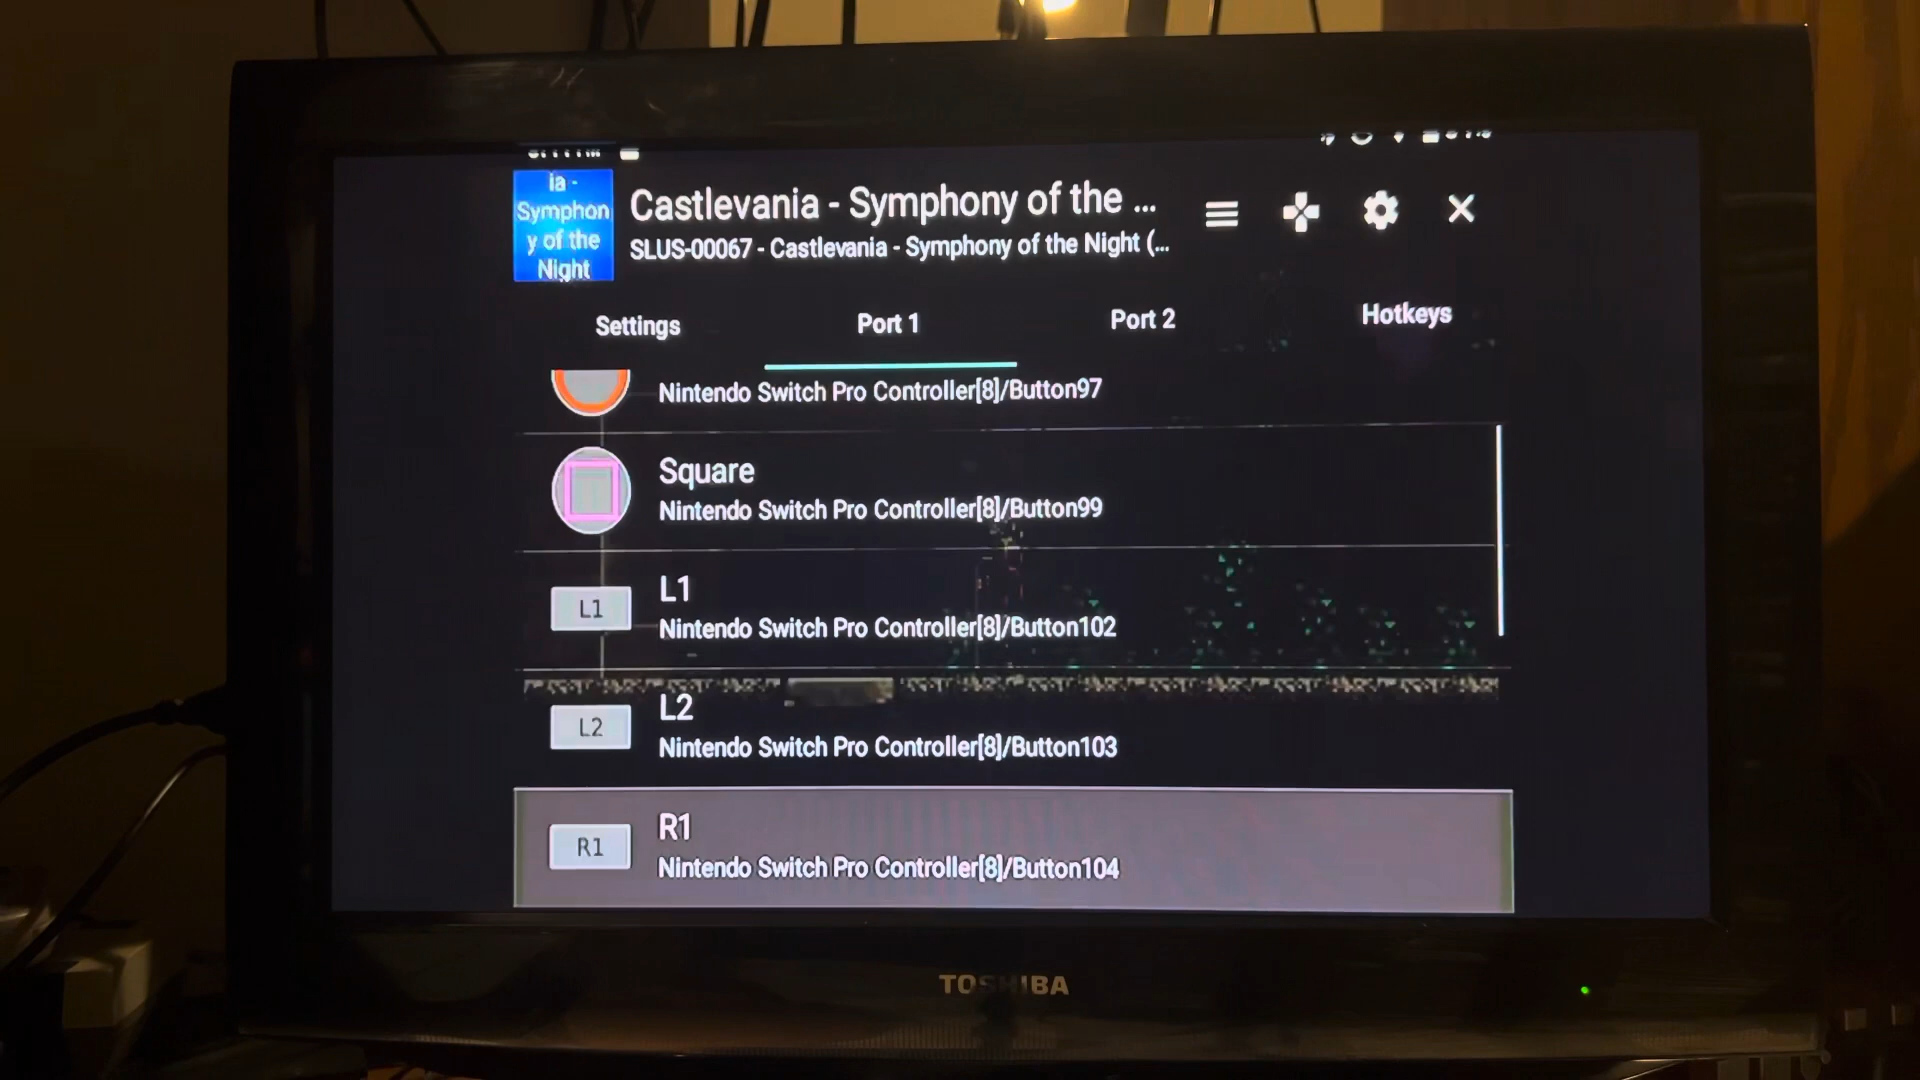 ia -
Symphon
y of the
Night
Castlevania - Symphony of the ...
SLUS-00067 - Castlevania - Symphony of the Night (...
Settings
Port 1
Port 2
Hotkeys
Nintendo Switch Pro Controller[8]/Button97
Square
Nintendo Switch Pro Controller[8]/Button99
L1
L1
Nintendo Switch Pro Controller[8]/Button102
L2
L2
Nintendo Switch Pro Controller[8]/Button103
R1
R1
Nintendo Switch Pro Controller[8]/Button104
TOSHIBA